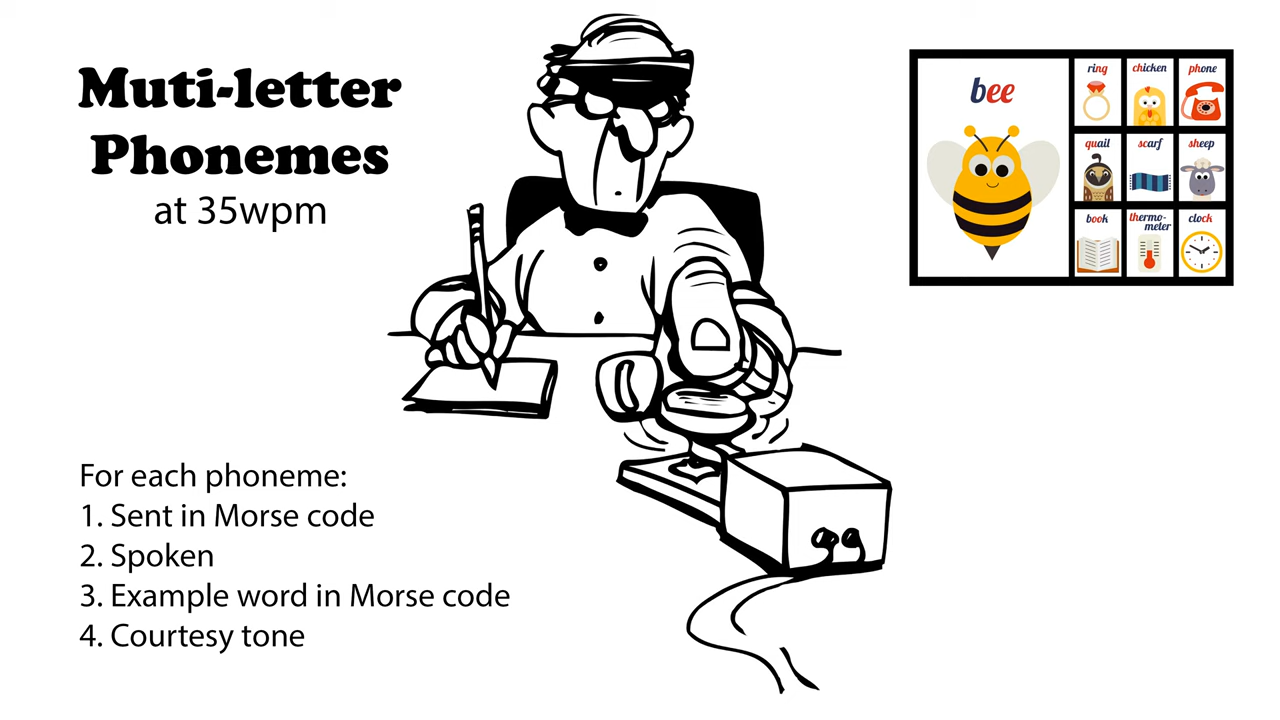 Muti-letter
Phonemes
at 35wpm
bee
ring
chicken
phone
quail
scarf
sheep
book
thermo-
meter
clock
For each phoneme:
1. Sent in Morse code
2. Spoken
3. Example word in Morse code
4. Courtesy tone